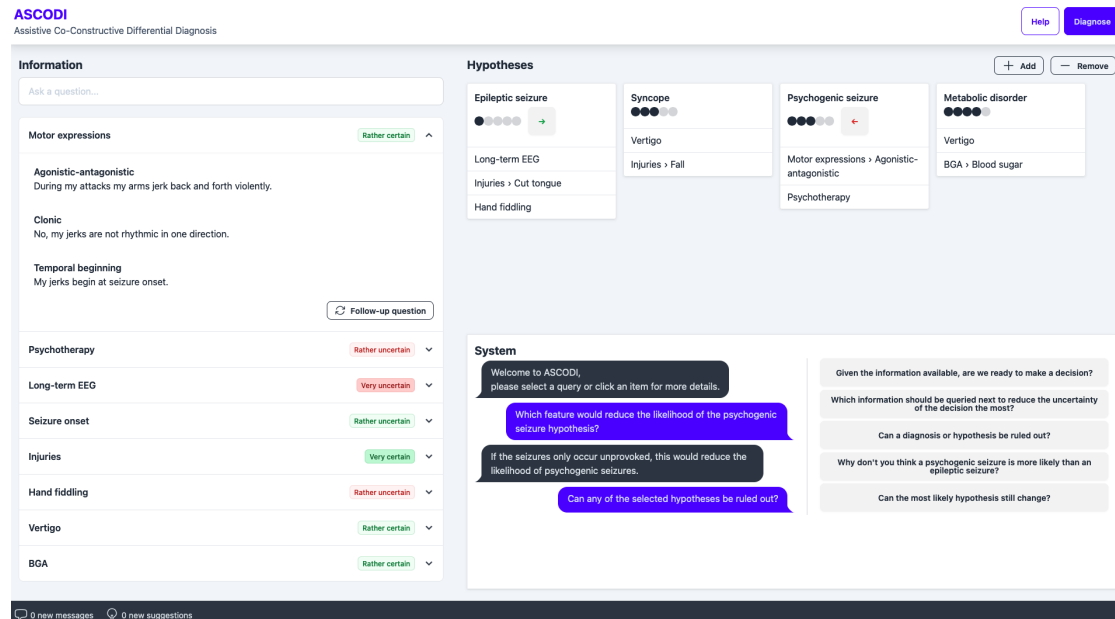 ASCODI
Assistive Co-Constructive Differential Diagnosis
Help
Diagnose
Information
Ask a question...
Motor expressions
Rather certain
Agonistic-antagonistic
During my attacks my arms jerk back and forth violently.
Clonic
No, my jerks are not rhythmic in one direction.
Temporal beginning
My jerks begin at seizure onset.
Follow-up question
Psychotherapy
Rather uncertain
Long-term EEG
Very uncertain
Seizure onset
Rather uncertain
Injuries
Very certain
Hand fiddling
Rather uncertain
Vertigo
Rather certain
BGA
Rather certain
Hypotheses
Add
Remove
Epileptic seizure
Long-term EEG
Injuries › Cut tongue
Hand fiddling
Syncope
Vertigo
Injuries › Fall
Psychogenic seizure
Motor expressions › Agonistic-
antagonistic
Psychotherapy
Metabolic disorder
Vertigo
BGA › Blood sugar
System
Welcome to ASCODI,
please select a query or click an item for more details.
Which feature would reduce the likelihood of the psychogenic
seizure hypothesis?
If the seizures only occur unprovoked, this would reduce the
likelihood of psychogenic seizures.
Can any of the selected hypotheses be ruled out?
Given the information available, are we ready to make a decision?
Which information should be queried next to reduce the uncertainty
of the decision the most?
Can a diagnosis or hypothesis be ruled out?
Why don't you think a psychogenic seizure is more likely than an
epileptic seizure?
Can the most likely hypothesis still change?
0 new messages
0 new suggestions